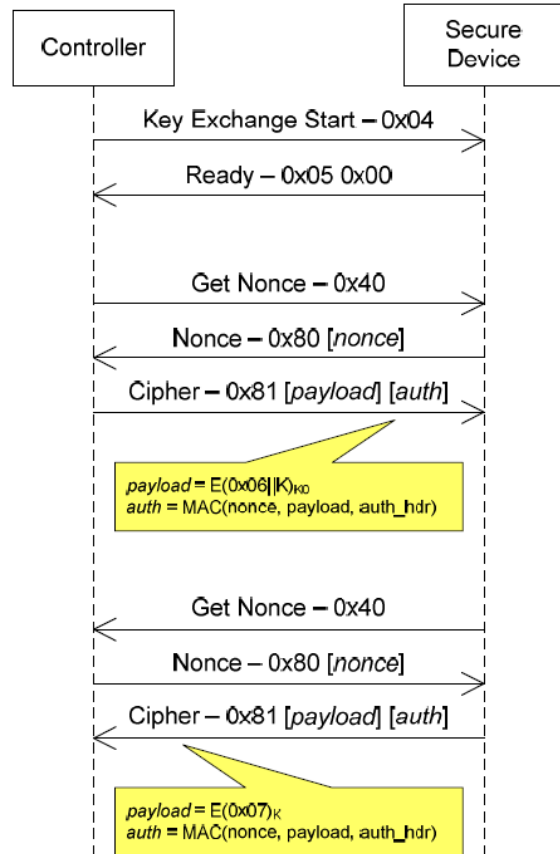 Controller
Secure
Device
Key Exchange Start – 0x04
Ready – 0x05 0x00
Get Nonce – 0x40
Nonce – 0x80 [nonce]
Cipher – 0x81 [payload] [auth]
payload = E(0x06||K)K0
auth = MAC(nonce, payload, auth_hdr)
Get Nonce – 0x40
Nonce – 0x80 [nonce]
Cipher – 0x81 [payload] [auth]
payload = E(0x07)K
auth = MAC(nonce, payload, auth_hdr)